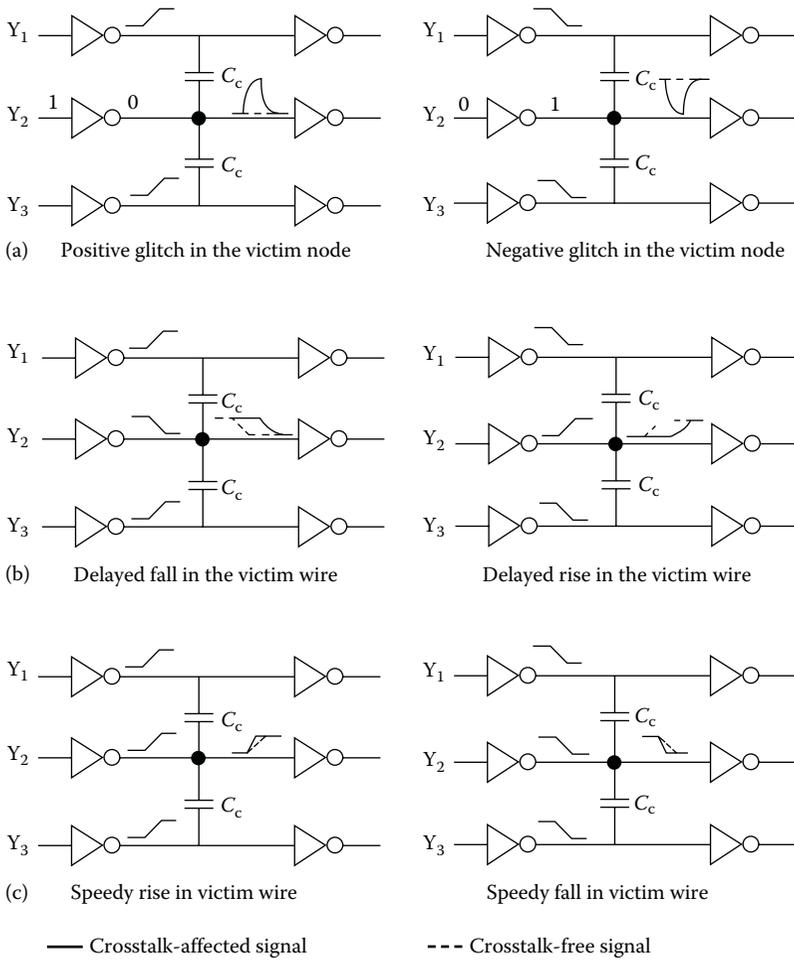 Y1 Y1
Cc Cc
Y2 1 0 Y2 0 1
Cc Cc
Y3 Y3
(a) Positive glitch in the victim node Negative glitch in the victim node
Y1 Y1
Cc Cc
Y2 Y2
Cc Cc
Y3 Y3
(b) Delayed fall in the victim wire Delayed rise in the victim wire
Y1 Y1
Cc Cc
Y2 Y2
Cc Cc
Y3 Y3
(c) Speedy rise in victim wire Speedy fall in victim wire
Crosstalk-affected signal Crosstalk-free signal